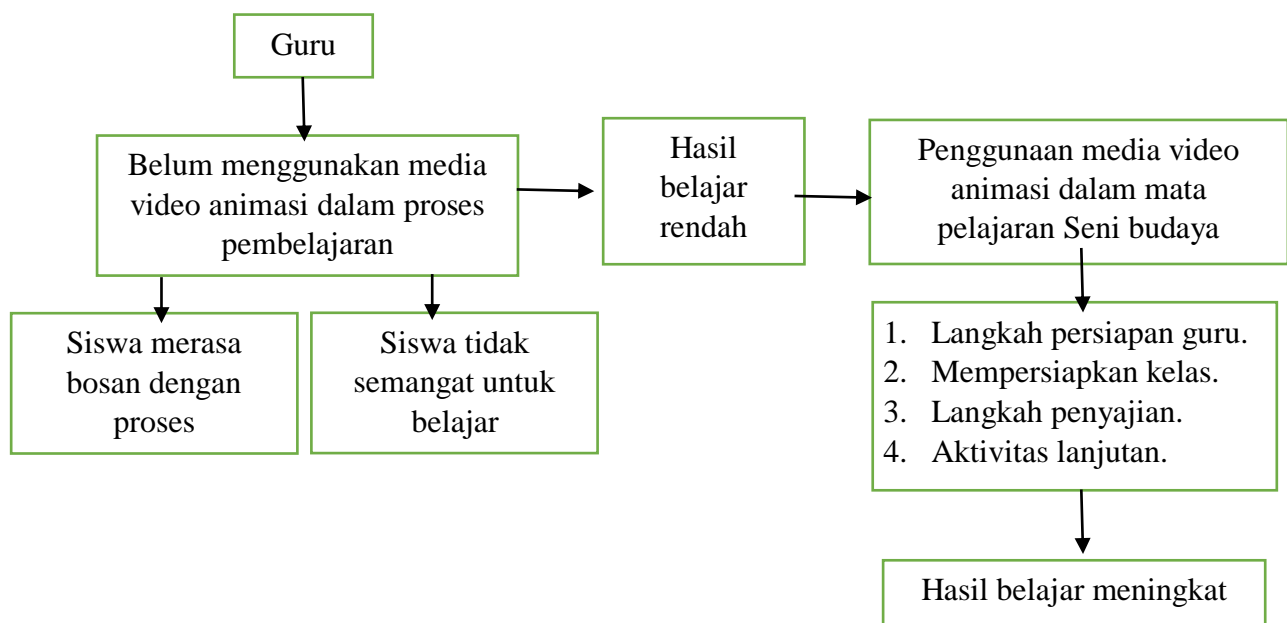 Guru
Belum menggunakan media
video animasi dalam proses
pembelajaran
Hasil
belajar
rendah
Penggunaan media video
animasi dalam mata
pelajaran Seni budaya
Siswa merasa
bosan dengan
proses
Siswa tidak
semangat untuk
belajar
1. Langkah persiapan guru.
2. Mempersiapkan kelas.
3. Langkah penyajian.
4. Aktivitas lanjutan.
Hasil belajar meningkat